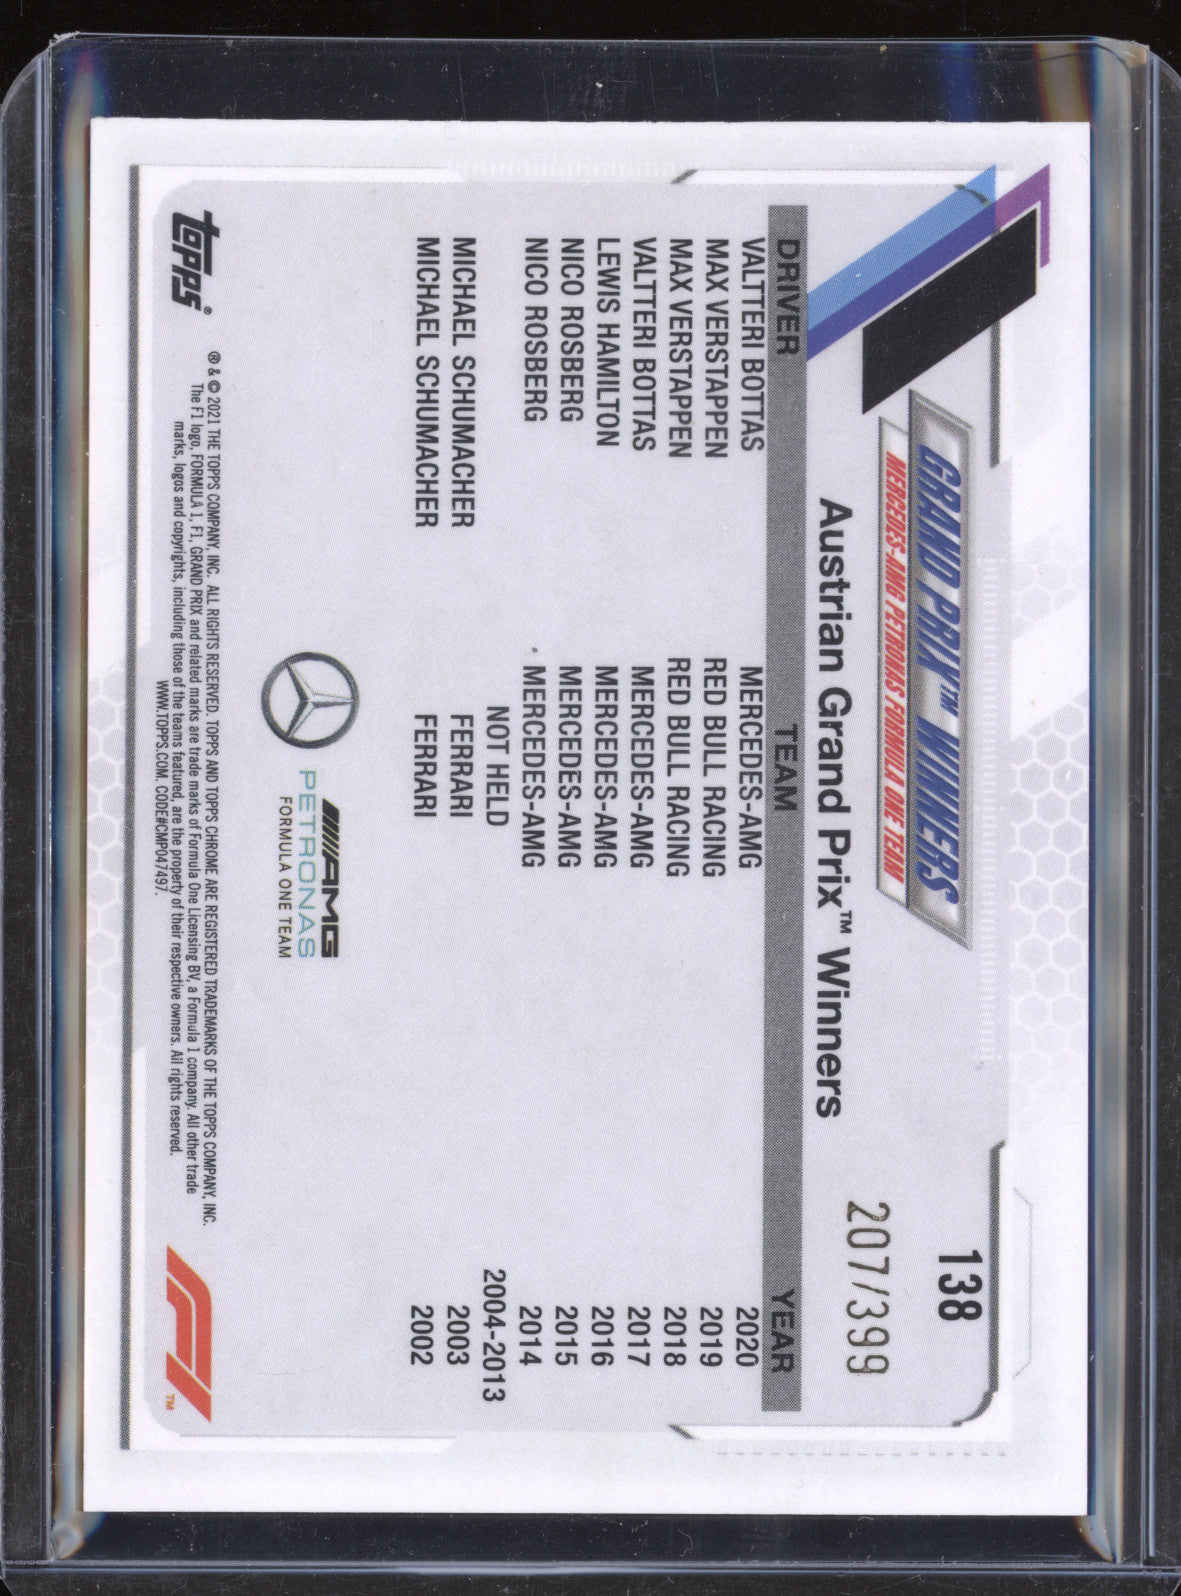 138
GRAND PRIX™ WINNERS
MERCEDES-AMG PETRONAS FORMULA ONE TEAM
207/399
Austrian Grand Prix™ Winners
DRIVER TEAM YEAR
VALTTERI BOTTAS MERCEDES-AMG 2020
MAX VERSTAPPEN RED BULL RACING 2019
MAX VERSTAPPEN RED BULL RACING 2018
VALTTERI BOTTAS MERCEDES-AMG 2017
LEWIS HAMILTON MERCEDES-AMG 2016
NICO ROSBERG MERCEDES-AMG 2015
NICO ROSBERG MERCEDES-AMG 2014
NOT HELD 2004-2013
MICHAEL SCHUMACHER FERRARI 2003
MICHAEL SCHUMACHER FERRARI 2002
AMG
PETRONAS
FORMULA ONE TEAM
topps®
® & © 2021 THE TOPPS COMPANY, INC. ALL RIGHTS RESERVED. TOPPS AND TOPPS CHROME ARE REGISTERED TRADEMARKS OF THE TOPPS COMPANY, INC.
The F1 logo, FORMULA 1, F1, GRAND PRIX and related marks are trade marks of Formula One Licensing BV, a Formula 1 company. All other trade
marks, logos and copyrights, including those of the teams featured, are the property of their respective owners. All rights reserved.
WWW.TOPPS.COM. CODE#CMP047497.
F1™